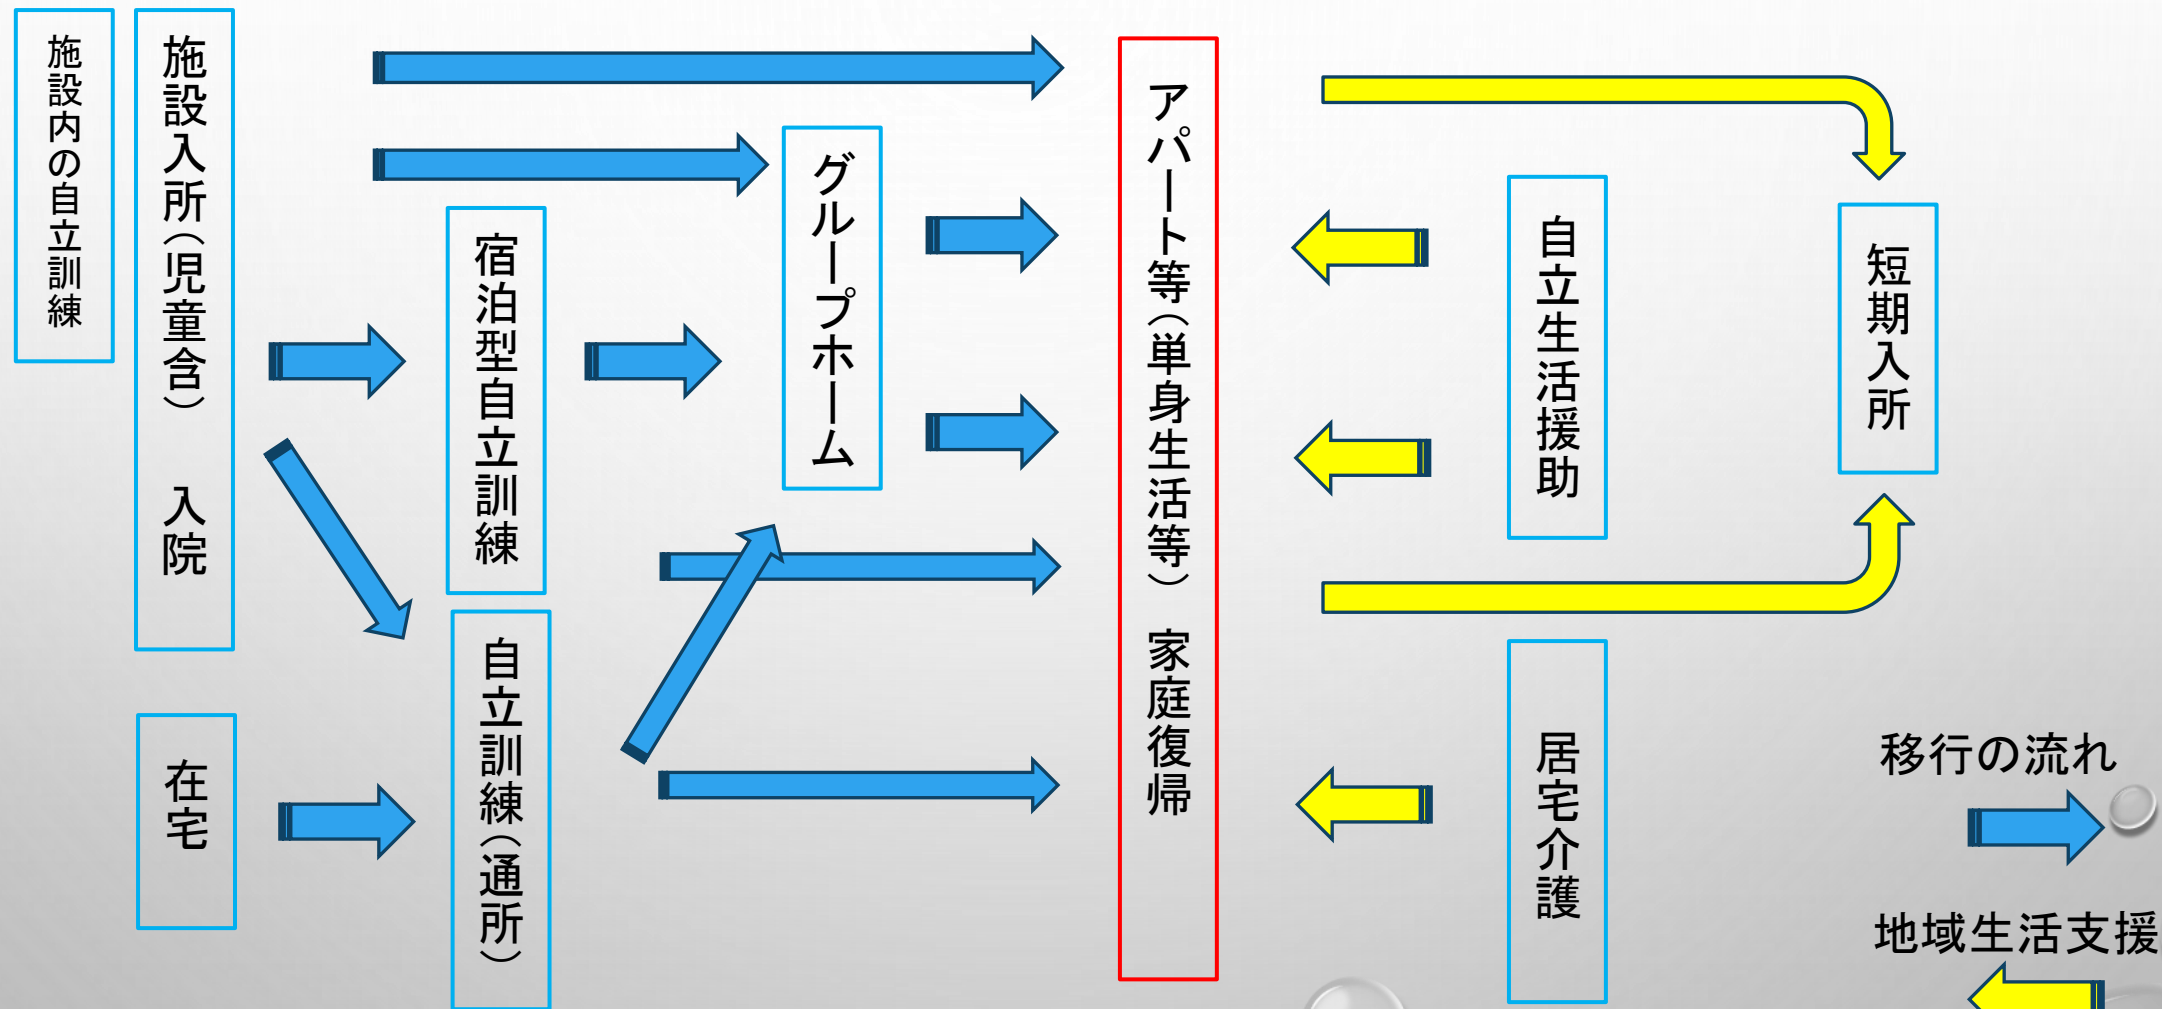 施設内の自立訓練
施設入所（児童含） 入院
在宅
宿泊型自立訓練
自立訓練（通所）
グループホーム
アパート等（単身生活等） 家庭復帰
自立生活援助
居宅介護
短期入所
移行の流れ
地域生活支援